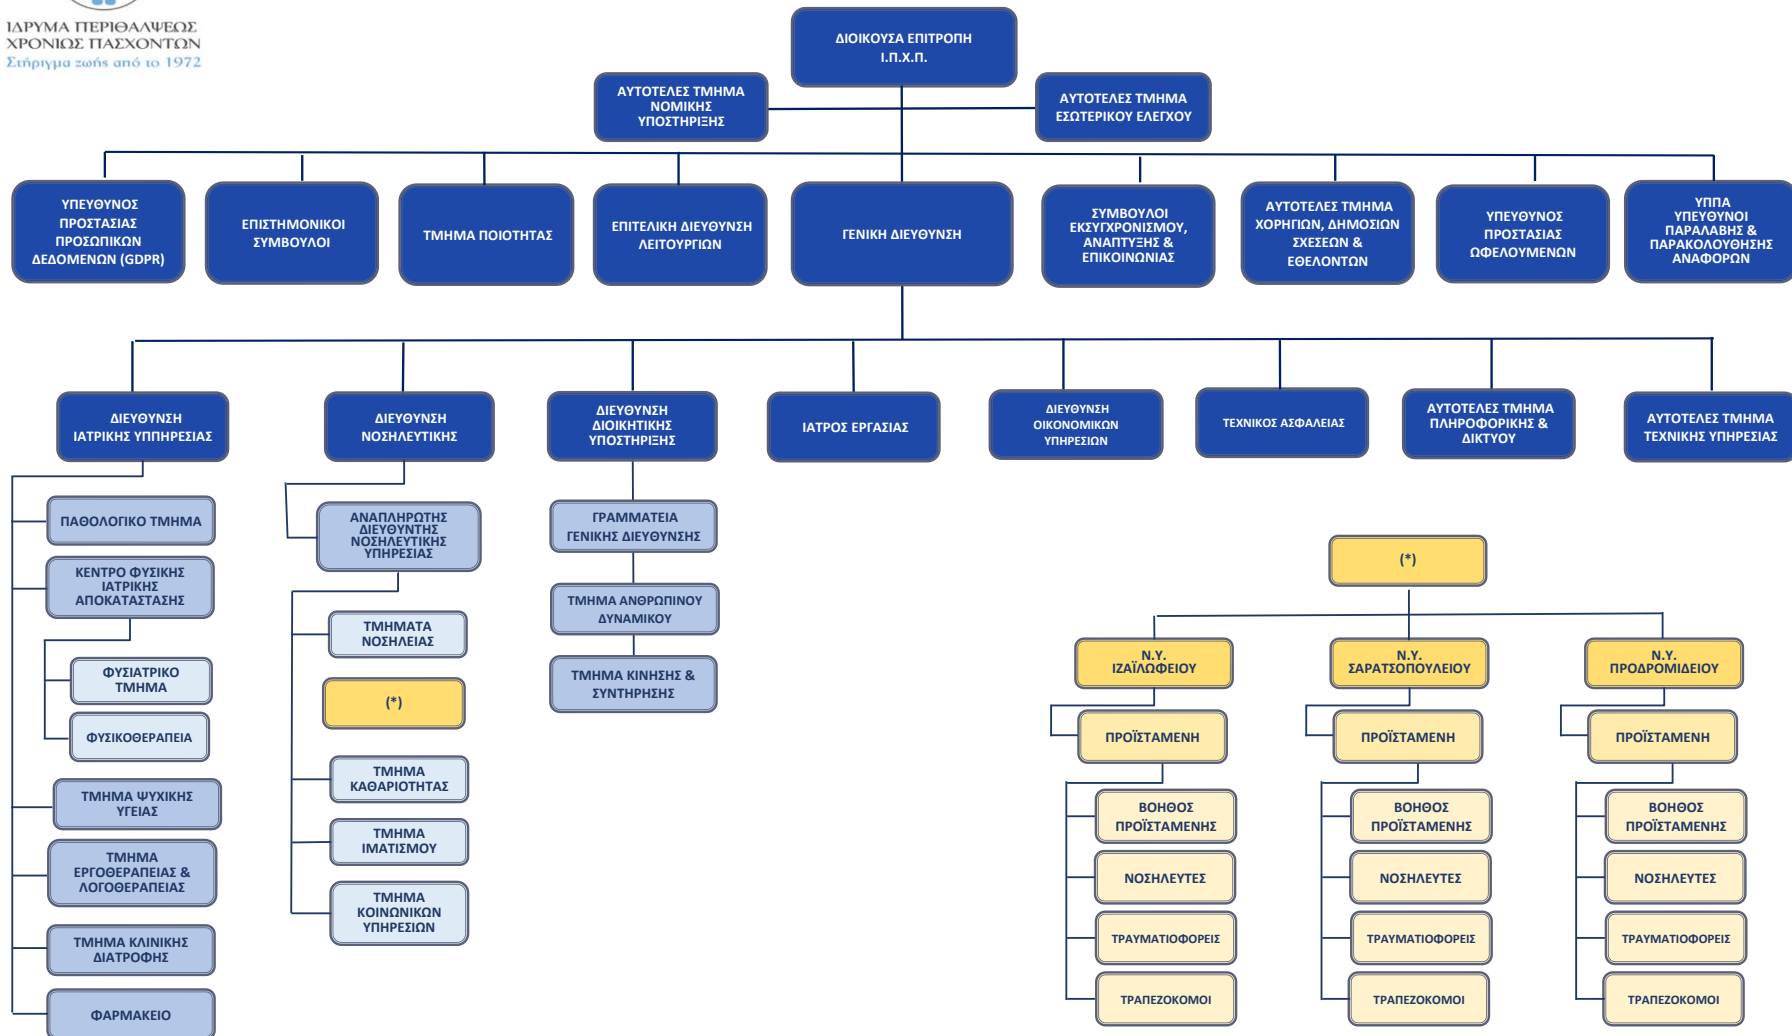 ΙΔΡΥΜΑ ΠΕΡΙΘΑΛΨΕΩΣ
ΧΡΟΝΙΩΣ ΠΑΣΧΟΝΤΩΝ
Στήριγμα ζωής από το 1972
ΔΙΟΙΚΟΥΣΑ ΕΠΙΤΡΟΠΗ
Ι.Π.Χ.Π.
ΑΥΤΟΤΕΛΕΣ ΤΜΗΜΑ
ΝΟΜΙΚΗΣ
ΥΠΟΣΤΗΡΙΞΗΣ
ΑΥΤΟΤΕΛΕΣ ΤΜΗΜΑ
ΕΣΩΤΕΡΙΚΟΥ ΕΛΕΓΧΟΥ
ΥΠΕΥΘΥΝΟΣ
ΠΡΟΣΤΑΣΙΑΣ
ΠΡΟΣΩΠΙΚΩΝ
ΔΕΔΟΜΕΝΩΝ (GDPR)
ΕΠΙΣΤΗΜΟΝΙΚΟΙ
ΣΥΜΒΟΥΛΟΙ
ΤΜΗΜΑ ΠΟΙΟΤΗΤΑΣ
ΕΠΙΤΕΛΙΚΗ ΔΙΕΥΘΥΝΣΗ
ΛΕΙΤΟΥΡΓΙΩΝ
ΓΕΝΙΚΗ ΔΙΕΥΘΥΝΣΗ
ΣΥΜΒΟΥΛΟΙ
ΕΚΣΥΓΧΡΟΝΙΣΜΟΥ,
ΑΝΑΠΤΥΞΗΣ &
ΕΠΙΚΟΙΝΩΝΙΑΣ
ΑΥΤΟΤΕΛΕΣ ΤΜΗΜΑ
ΧΟΡΗΓΙΩΝ, ΔΗΜΟΣΙΩΝ
ΣΧΕΣΕΩΝ &
ΕΘΕΛΟΝΤΩΝ
ΥΠΕΥΘΥΝΟΣ
ΠΡΟΣΤΑΣΙΑΣ
ΩΦΕΛΟΥΜΕΝΩΝ
ΥΠΠΑ
ΥΠΕΥΘΥΝΟΙ
ΠΑΡΑΛΑΒΗΣ &
ΠΑΡΑΚΟΛΟΥΘΗΣΗΣ
ΑΝΑΦΟΡΩΝ
ΔΙΕΥΘΥΝΣΗ
ΙΑΤΡΙΚΗΣ ΥΠΠΗΡΕΣΙΑΣ
ΔΙΕΥΘΥΝΣΗ
ΝΟΣΗΛΕΥΤΙΚΗΣ
ΔΙΕΥΘΥΝΣΗ
ΔΙΟΙΚΗΤΙΚΗΣ
ΥΠΟΣΤΗΡΙΞΗΣ
ΙΑΤΡΟΣ ΕΡΓΑΣΙΑΣ
ΔΙΕΥΘΥΝΣΗ
ΟΙΚΟΝΟΜΙΚΩΝ
ΥΠΗΡΕΣΙΩΝ
ΤΕΧΝΙΚΟΣ ΑΣΦΑΛΕΙΑΣ
ΑΥΤΟΤΕΛΕΣ ΤΜΗΜΑ
ΠΛΗΡΟΦΟΡΙΚΗΣ &
ΔΙΚΤΥΟΥ
ΑΥΤΟΤΕΛΕΣ ΤΜΗΜΑ
ΤΕΧΝΙΚΗΣ ΥΠΗΡΕΣΙΑΣ
ΠΑΘΟΛΟΓΙΚΟ ΤΜΗΜΑ
ΚΕΝΤΡΟ ΦΥΣΙΚΗΣ
ΙΑΤΡΙΚΗΣ
ΑΠΟΚΑΤΑΣΤΑΣΗΣ
ΦΥΣΙΑΤΡΙΚΟ
ΤΜΗΜΑ
ΦΥΣΙΚΟΘΕΡΑΠΕΙΑ
ΤΜΗΜΑ ΨΥΧΙΚΗΣ
ΥΓΕΙΑΣ
ΤΜΗΜΑ
ΕΡΓΟΘΕΡΑΠΕΙΑΣ &
ΛΟΓΟΘΕΡΑΠΕΙΑΣ
ΤΜΗΜΑ ΚΛΙΝΙΚΗΣ
ΔΙΑΤΡΟΦΗΣ
ΦΑΡΜΑΚΕΙΟ
ΑΝΑΠΛΗΡΩΤΗΣ
ΔΙΕΥΘΥΝΤΗΣ
ΝΟΣΗΛΕΥΤΙΚΗΣ
ΥΠΗΡΕΣΙΑΣ
ΤΜΗΜΑΤΑ
ΝΟΣΗΛΕΙΑΣ
(*)
ΤΜΗΜΑ
ΚΑΘΑΡΙΟΤΗΤΑΣ
ΤΜΗΜΑ
ΙΜΑΤΙΣΜΟΥ
ΤΜΗΜΑ
ΚΟΙΝΩΝΙΚΩΝ
ΥΠΗΡΕΣΙΩΝ
ΓΡΑΜΜΑΤΕΙΑ
ΓΕΝΙΚΗΣ ΔΙΕΥΘΥΝΣΗΣ
ΤΜΗΜΑ ΑΝΘΡΩΠΙΝΟΥ
ΔΥΝΑΜΙΚΟΥ
ΤΜΗΜΑ ΚΙΝΗΣΗΣ &
ΣΥΝΤΗΡΗΣΗΣ
(*)
Ν.Υ.
ΙΖΑΪΛΩΦΕΙΟΥ
ΠΡΟΪΣΤΑΜΕΝΗ
ΒΟΗΘΟΣ
ΠΡΟΪΣΤΑΜΕΝΗΣ
ΝΟΣΗΛΕΥΤΕΣ
ΤΡΑΥΜΑΤΙΟΦΟΡΕΙΣ
ΤΡΑΠΕΖΟΚΟΜΟΙ
Ν.Υ.
ΣΑΡΑΤΣΟΠΟΥΛΕΙΟΥ
ΠΡΟΪΣΤΑΜΕΝΗ
ΒΟΗΘΟΣ
ΠΡΟΪΣΤΑΜΕΝΗΣ
ΝΟΣΗΛΕΥΤΕΣ
ΤΡΑΥΜΑΤΙΟΦΟΡΕΙΣ
ΤΡΑΠΕΖΟΚΟΜΟΙ
Ν.Υ.
ΠΡΟΔΡΟΜΙΔΕΙΟΥ
ΠΡΟΪΣΤΑΜΕΝΗ
ΒΟΗΘΟΣ
ΠΡΟΪΣΤΑΜΕΝΗΣ
ΝΟΣΗΛΕΥΤΕΣ
ΤΡΑΥΜΑΤΙΟΦΟΡΕΙΣ
ΤΡΑΠΕΖΟΚΟΜΟΙ